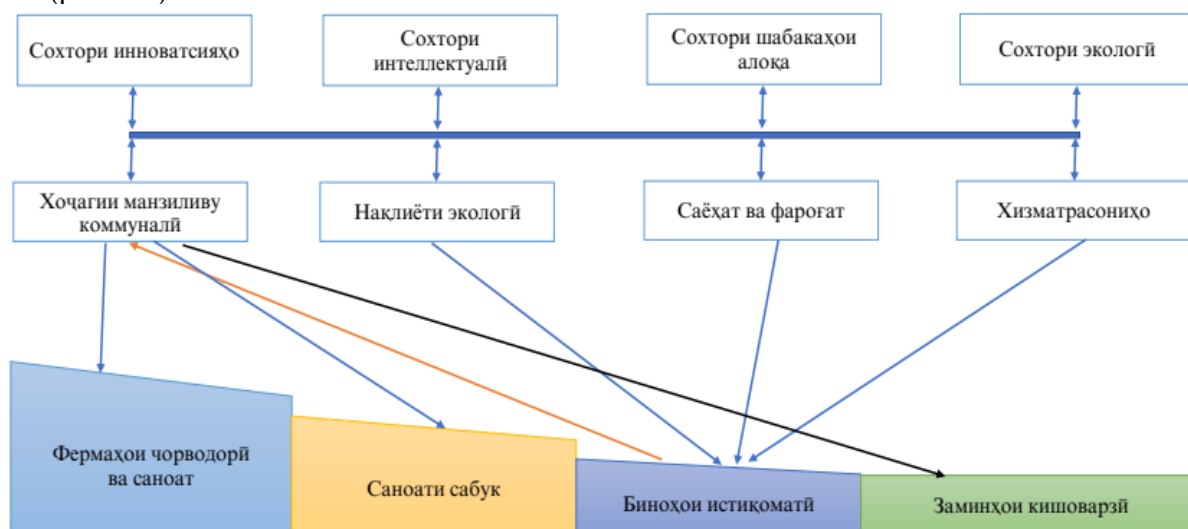 Сохтори инноватсияҳо
Сохтори
интеллектуалӣ
Сохтори шабакаҳои
алоқа
Сохтори экологӣ
Хоҷагии манзиливу
коммуналӣ
Нақлиёти экологӣ
Саёҳат ва фароғат
Хизматрасониҳо
Фермаҳои чорводорӣ
ва саноат
Саноати сабук
Биноҳои истиқоматӣ
Заминҳои кишоварзӣ